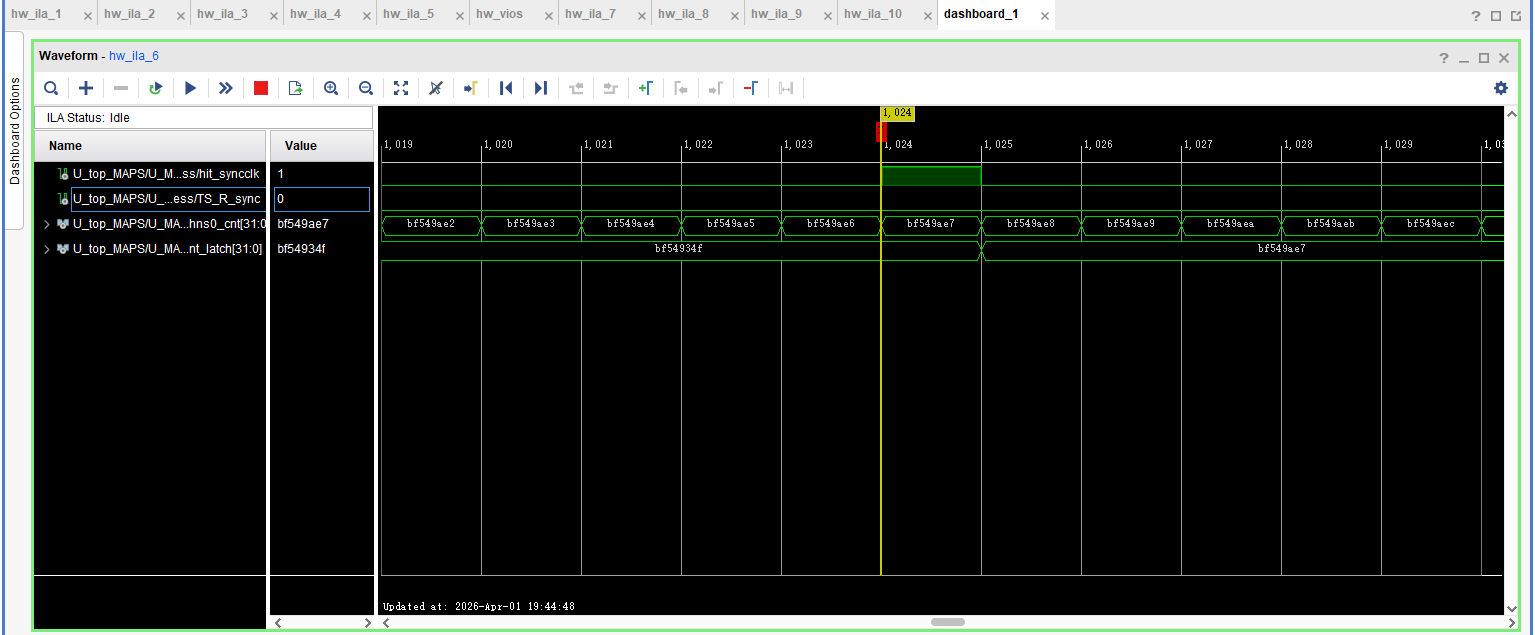 hw_ila_1 hw_ila_2 hw_ila_3 hw_ila_4 hw_ila_5 hw_vios hw_ila_7 hw_ila_8 hw_ila_9 hw_ila_10 dashboard_1
Dashboard Options
Waveform - hw_ila_6
ILA Status: Idle
1,024
Name Value
1,019 1,020 1,021 1,022 1,023 1,024 1,025 1,026 1,027 1,028 1,029
U_top_MAPS/U_M...ss/hit_syncclk 1
U_top_MAPS/U_...ess/TS_R_sync 0
U_top_MAPS/U_MA...hns0_cnt[31:0 bf549ae7 bf549ae2 bf549ae3 bf549ae4 bf549ae5 bf549ae6 bf549ae7 bf549ae8 bf549ae9 bf549aea bf549aeb bf549aec
U_top_MAPS/U_MA...nt_latch[31:0] bf54934f bf54934f bf549ae7
Updated at: 2026-Apr-01 19:44:48